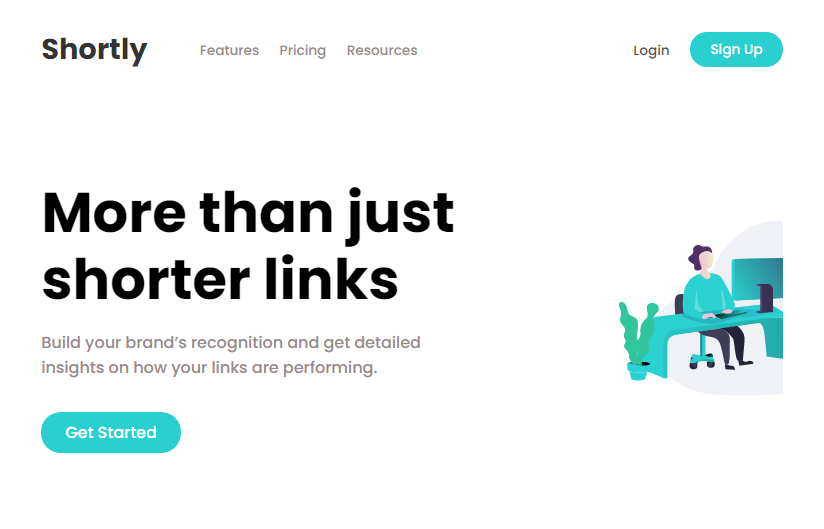 Shortly Features Pricing Resources Login Sign Up
More than just
shorter links
Build your brand’s recognition and get detailed
insights on how your links are performing.
Get Started